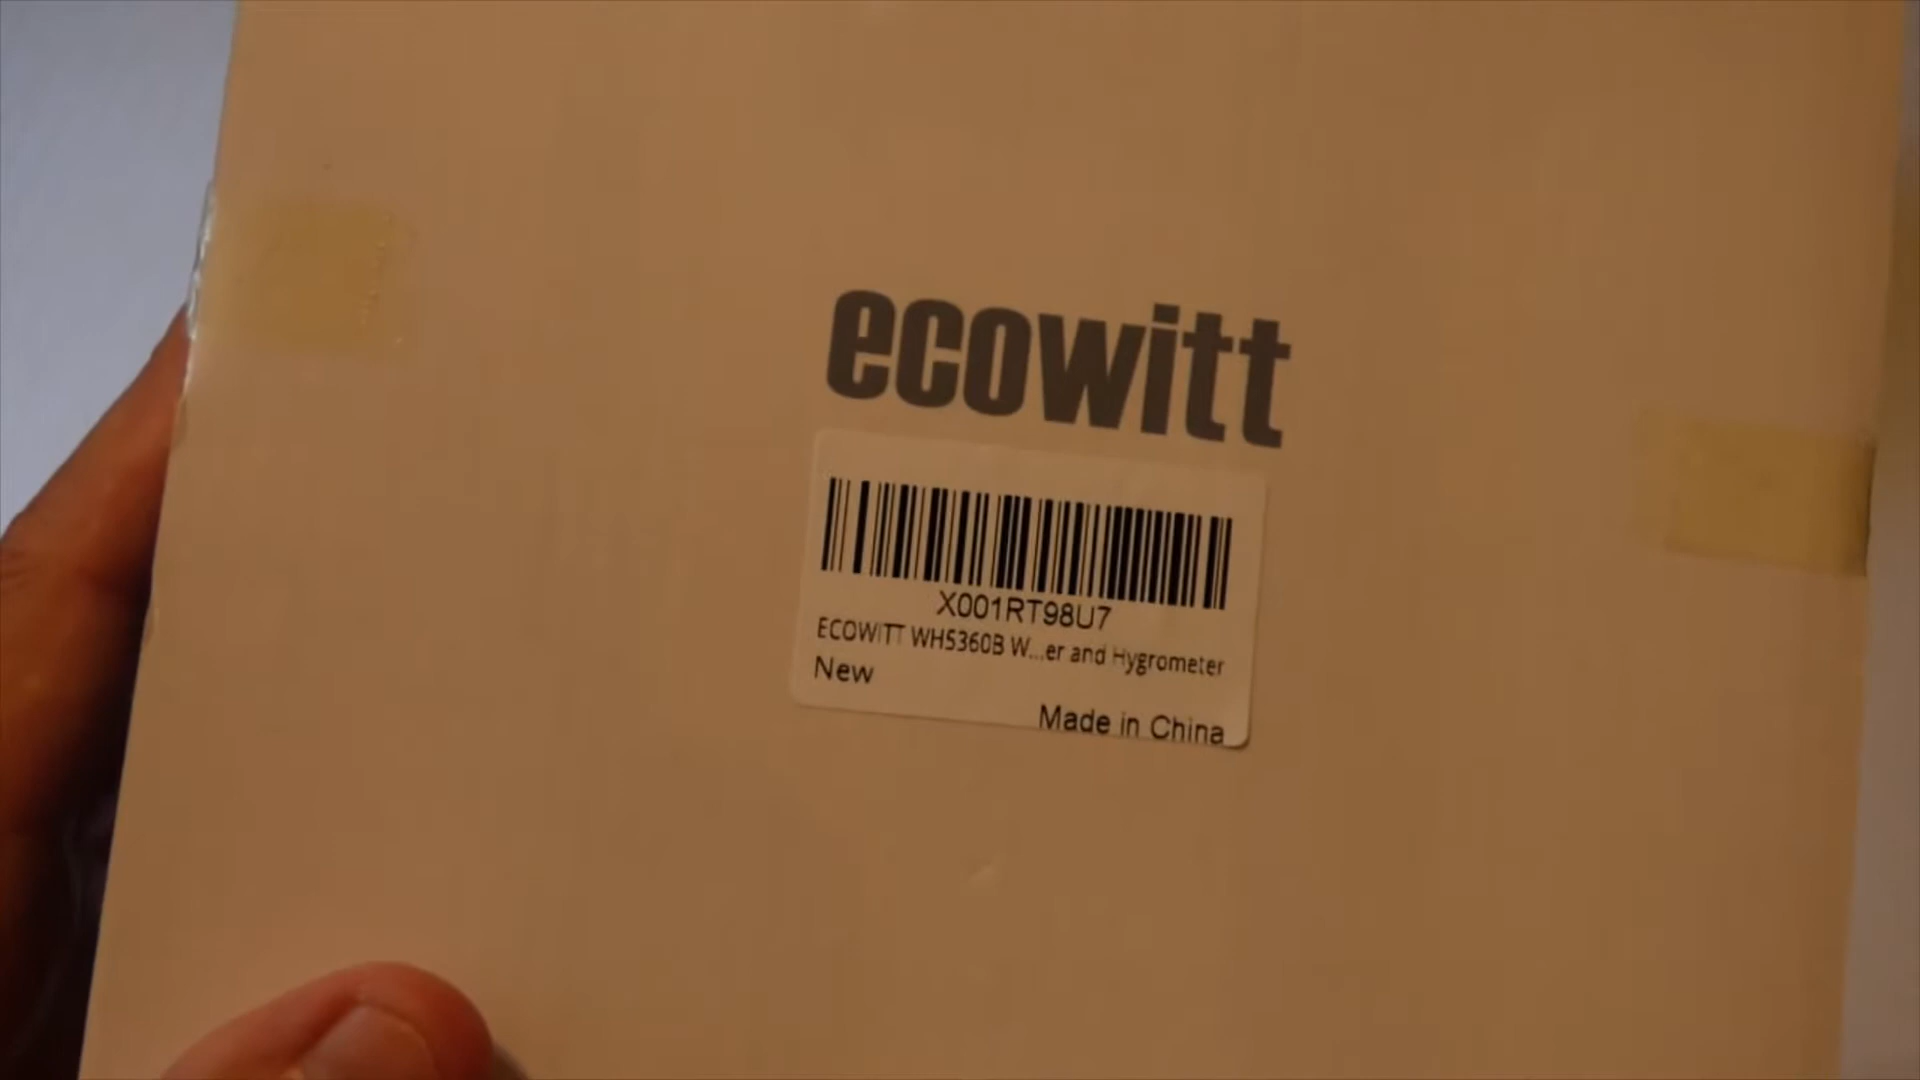 ecowitt
X001RT98U7
ECOWITT WH5360B W...er and Hygrometer
New
Made in China